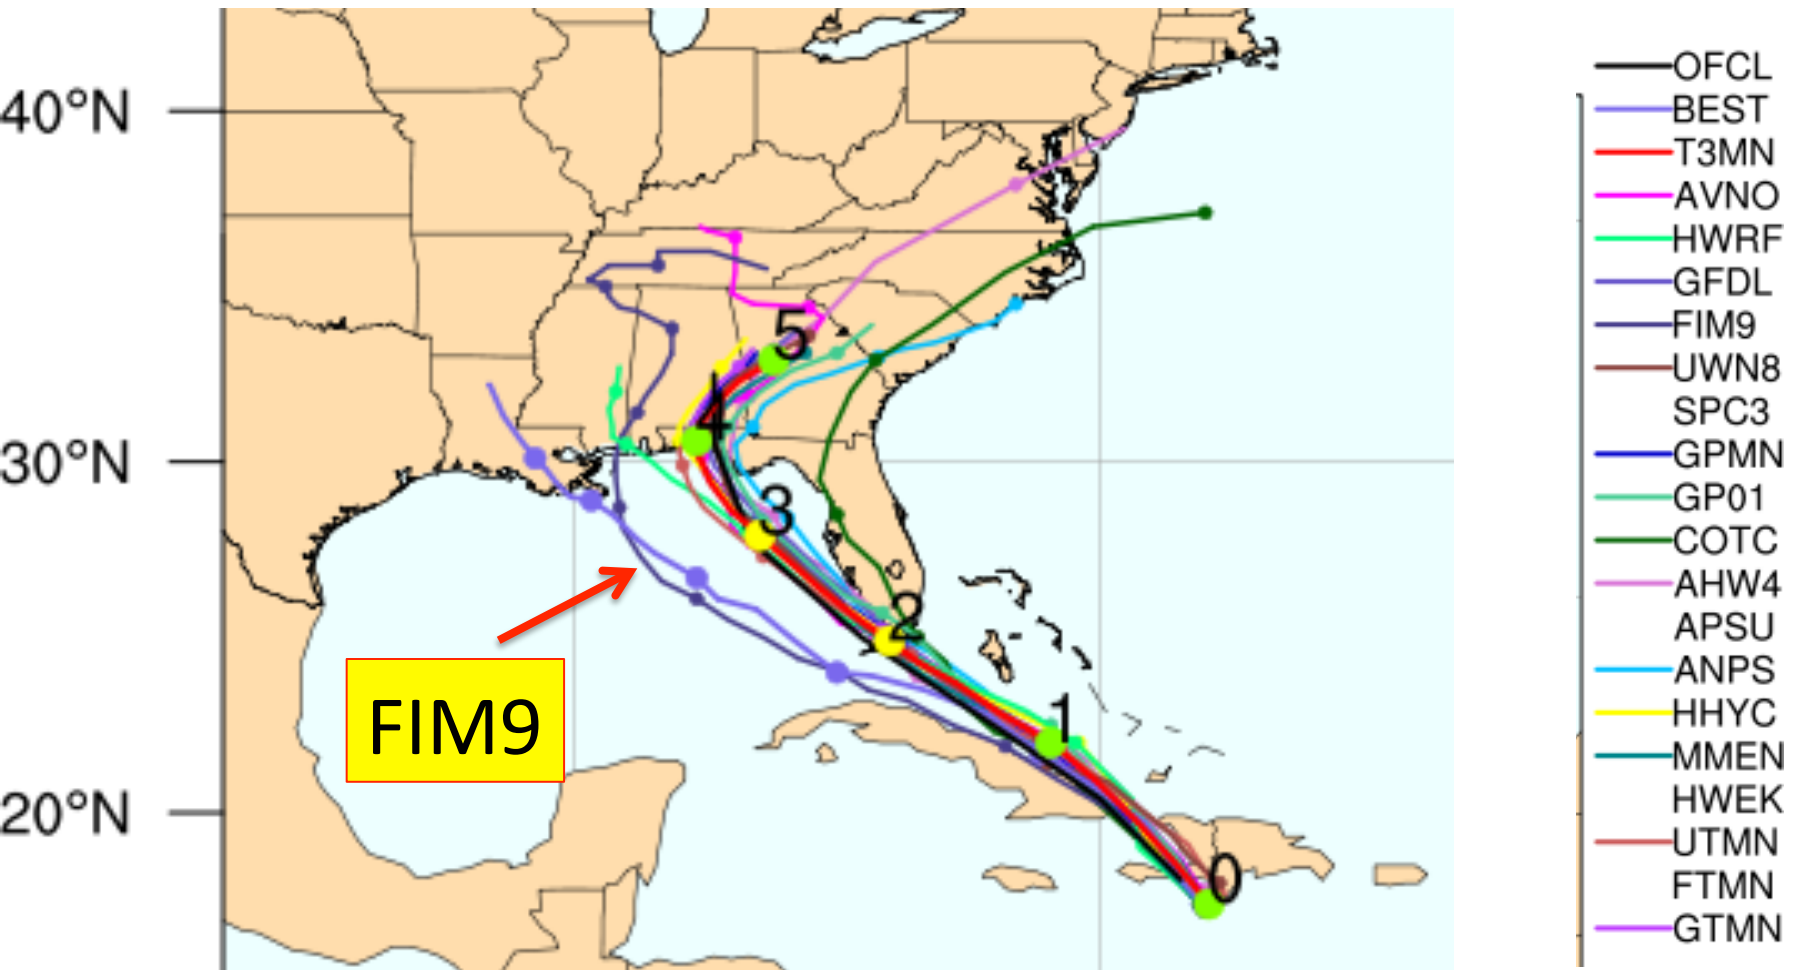 40°N
30°N
20°N
5
4
3
2
1
0
FIM9
OFCL
BEST
T3MN
AVNO
HWRF
GFDL
FIM9
UWN8
SPC3
GPMN
GP01
COTC
AHW4
APSU
ANPS
HHYC
MMEN
HWEK
UTMN
FTMN
GTMN